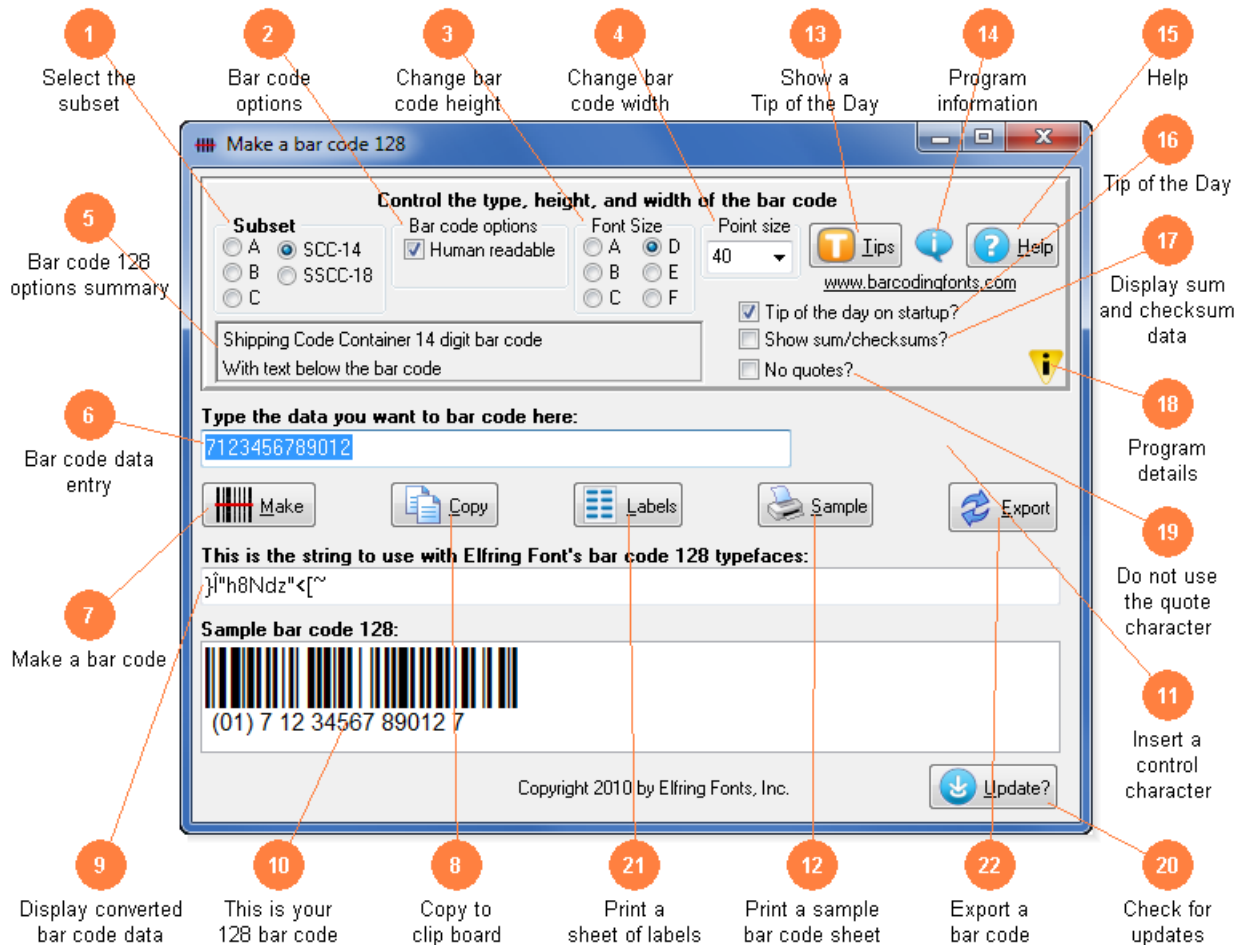 1
Select the
subset
2
Bar code
options
3
Change bar
code height
4
Change bar
code width
13
Show a
Tip of the Day
14
Program
information
15
Help
16
Tip of the Day
5
Bar code 128
options summary
17
Display sum
and checksum
data
Make a bar code 128
Control the type, height, and width of the bar code
Subset
A
SCC-14
B
SSCC-18
C
Bar code options
Human readable
Font Size
A
D
B
E
C
F
Point size
40
Tips
Help
www.barcodingfonts.com
Tip of the day on startup?
Show sum/checksums?
No quotes?
Shipping Code Container 14 digit bar code
With text below the bar code
18
Program
details
6
Bar code data
entry
Type the data you want to bar code here:
7123456789012
Make
Copy
Labels
Sample
Export
19
Do not use
the quote
character
This is the string to use with Elfring Font's bar code 128 typefaces:
}Î"h8Ndz"<[~
7
Make a bar code
Sample bar code 128:
(01) 7 12 34567 89012 7
11
Insert a
control
character
Copyright 2010 by Elfring Fonts, Inc.
Update?
9
Display converted
bar code data
10
This is your
128 bar code
8
Copy to
clip board
21
Print a
sheet of labels
12
Print a sample
bar code sheet
22
Export a
bar code
20
Check for
updates